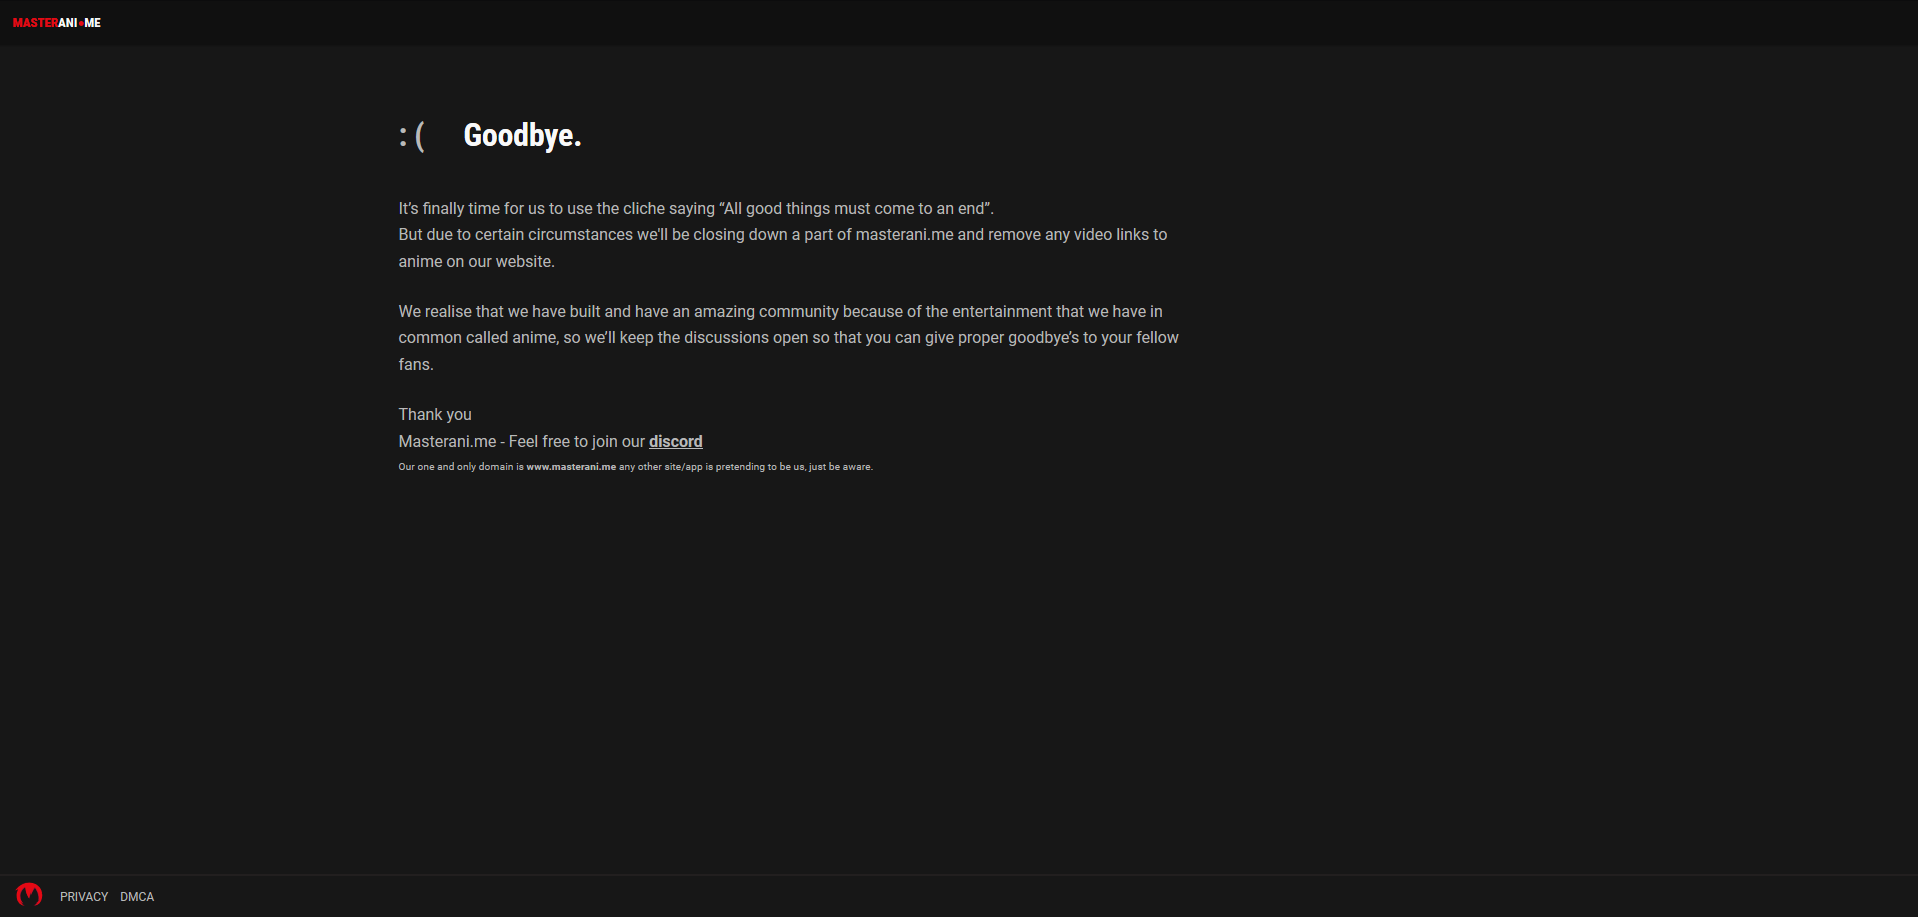 MASTERANI•ME
: ( Goodbye.
It’s finally time for us to use the cliche saying “All good things must come to an end”.
But due to certain circumstances we'll be closing down a part of masterani.me and remove any video links to
anime on our website.
We realise that we have built and have an amazing community because of the entertainment that we have in
common called anime, so we’ll keep the discussions open so that you can give proper goodbye’s to your fellow
fans.
Thank you
Masterani.me - Feel free to join our discord
Our one and only domain is www.masterani.me any other site/app is pretending to be us, just be aware.
PRIVACY DMCA